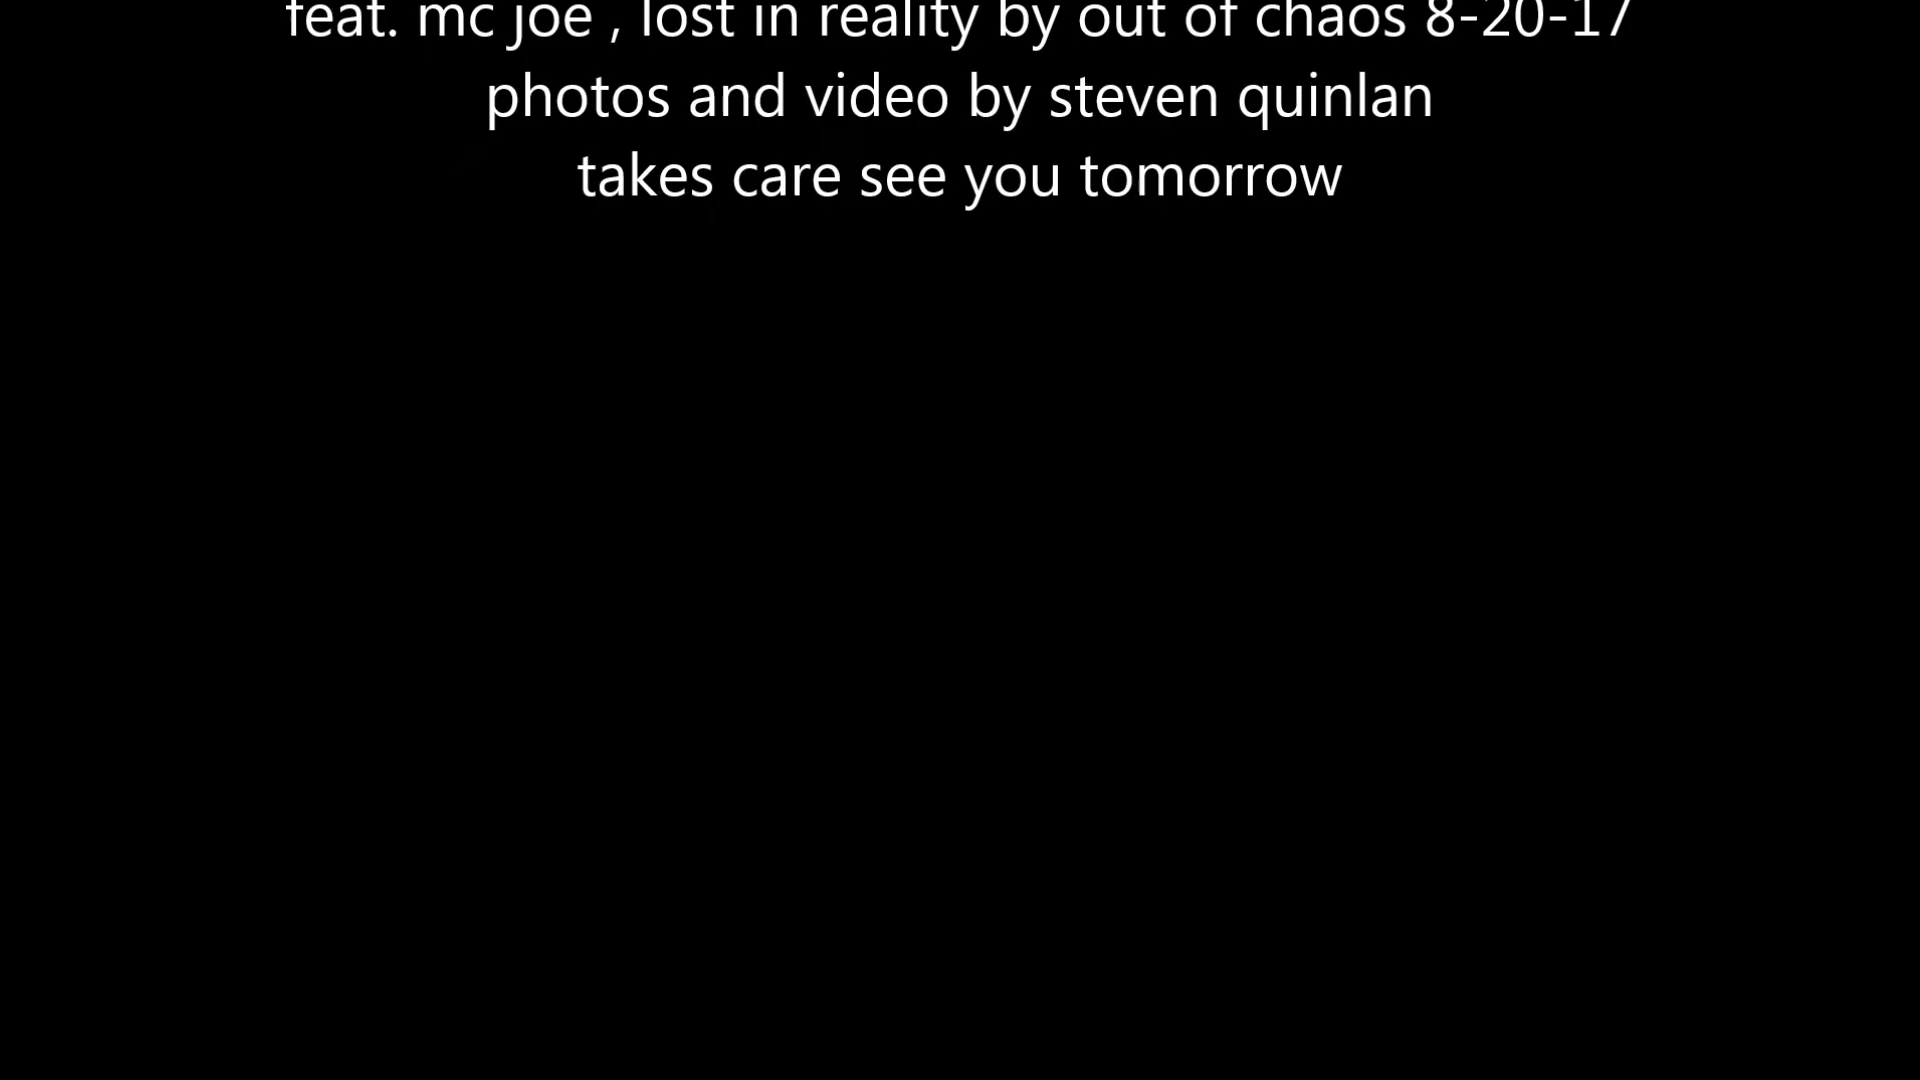 feat. mc joe , lost in reality by out of chaos 8-20-17
photos and video by steven quinlan
takes care see you tomorrow